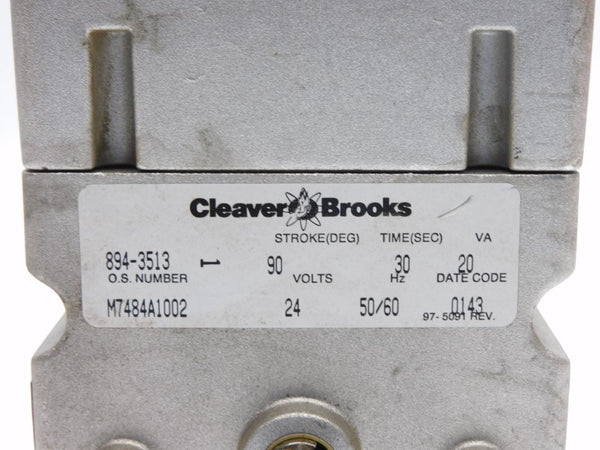 Cleaver Brooks
STROKE(DEG) TIME(SEC) VA
894-3513 1 90 30 20
O.S. NUMBER VOLTS Hz DATE CODE
M7484A1002 24 50/60 0143
97-5091 REV.